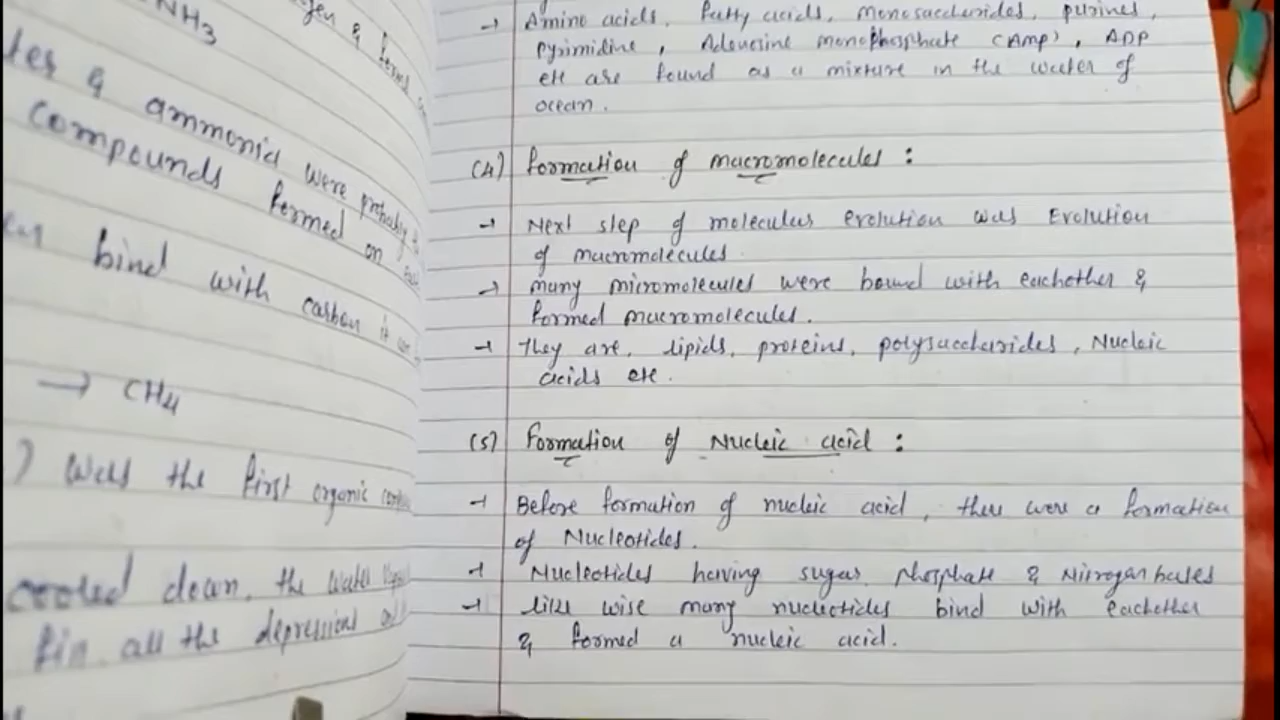 NH3
& ammonia were probably
compounds formed on
bind with carbon it
→ CH4
) was the first organic
cooled down, the water
fin all the depressions
→ Amino acids, Fatty acids, monosaccharides, purines,
pyrimidine, Adenosine monophosphate (AMP), ADP
etc are found as a mixture in the water of
ocean.
(4) Formation of macromolecules :
→ Next step of molecular evolution was Evolution
of macromolecules.
→ many micromolecules were bound with eachother &
formed macromolecules.
→ They are, lipids, proteins, polysaccharides, Nucleic
acids etc.
(5) Formation of Nucleic acid :
→ Before formation of nucleic acid, there were a formation
of Nucleotides.
→ Nucleotides having sugar, phosphate & Nitrogan bases
→ like wise many nucleotides bind with eachother
& formed a nucleic acid.